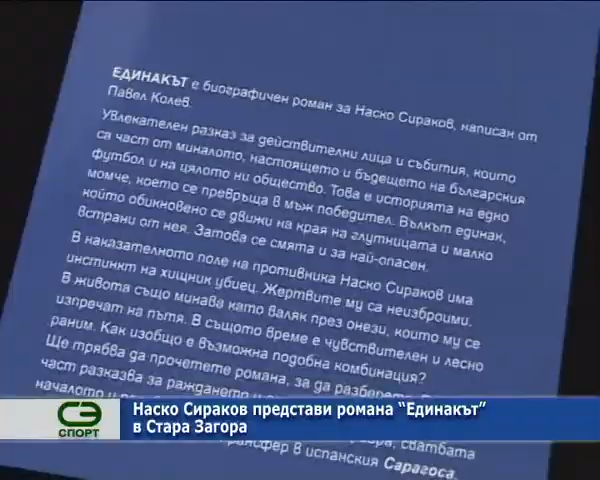 ЕДИНАКЪТ е биографичен роман за Наско Сираков, написан от
Павел Колев.
Увлекателен разказ за действителни лица и събития, които
са част от миналото, настоящето и бъдещето на българския
футбол и на цялото ни общество. Това е историята на едно
момче, което се превръща в мъж победител. Вълкът единак,
който обикновено се движи на края на глутницата и малко
встрани от нея. Затова се смята и за най-опасен.
В наказателното поле на противника Наско Сираков има
инстинкт на хищник убиец. Жертвите му са неизброими.
В живота също минава като валяк през онези, които му се
изпречат на пътя. В същото време е чувствителен и лесно
раним. Как изобщо е възможна подобна комбинация?
Ще трябва да прочетете романа, за да разберете.
част разказва за раждането и
началото и
сватбата
трансфер в испанския Сарагоса.
СЭ
СПОРТ
Наско Сираков представи романа “Единакът”
в Стара Загора